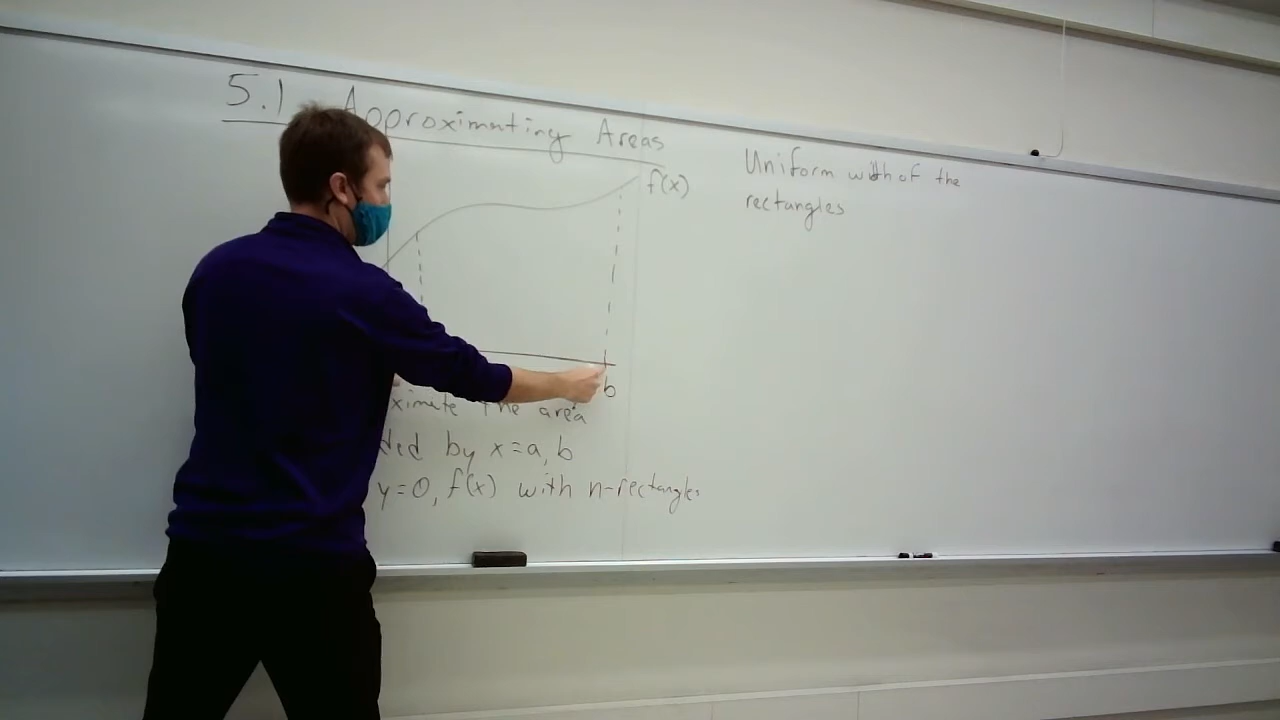 5.1 Approximating Areas
f(x)
b
ximate the area
ded by x=a, b
y=0, f(x) with n-rectangles
Uniform width of the
rectangles